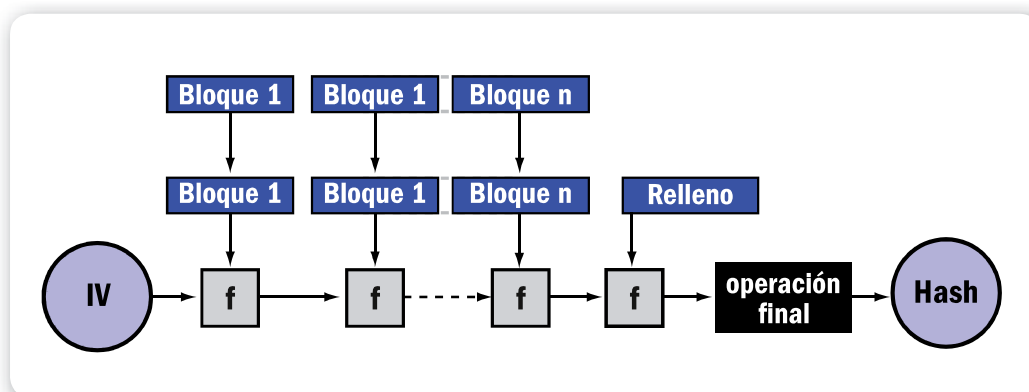 Bloque 1 Bloque 1 Bloque n
Bloque 1 Bloque 1 Bloque n Relleno
IV f f f f operación final Hash